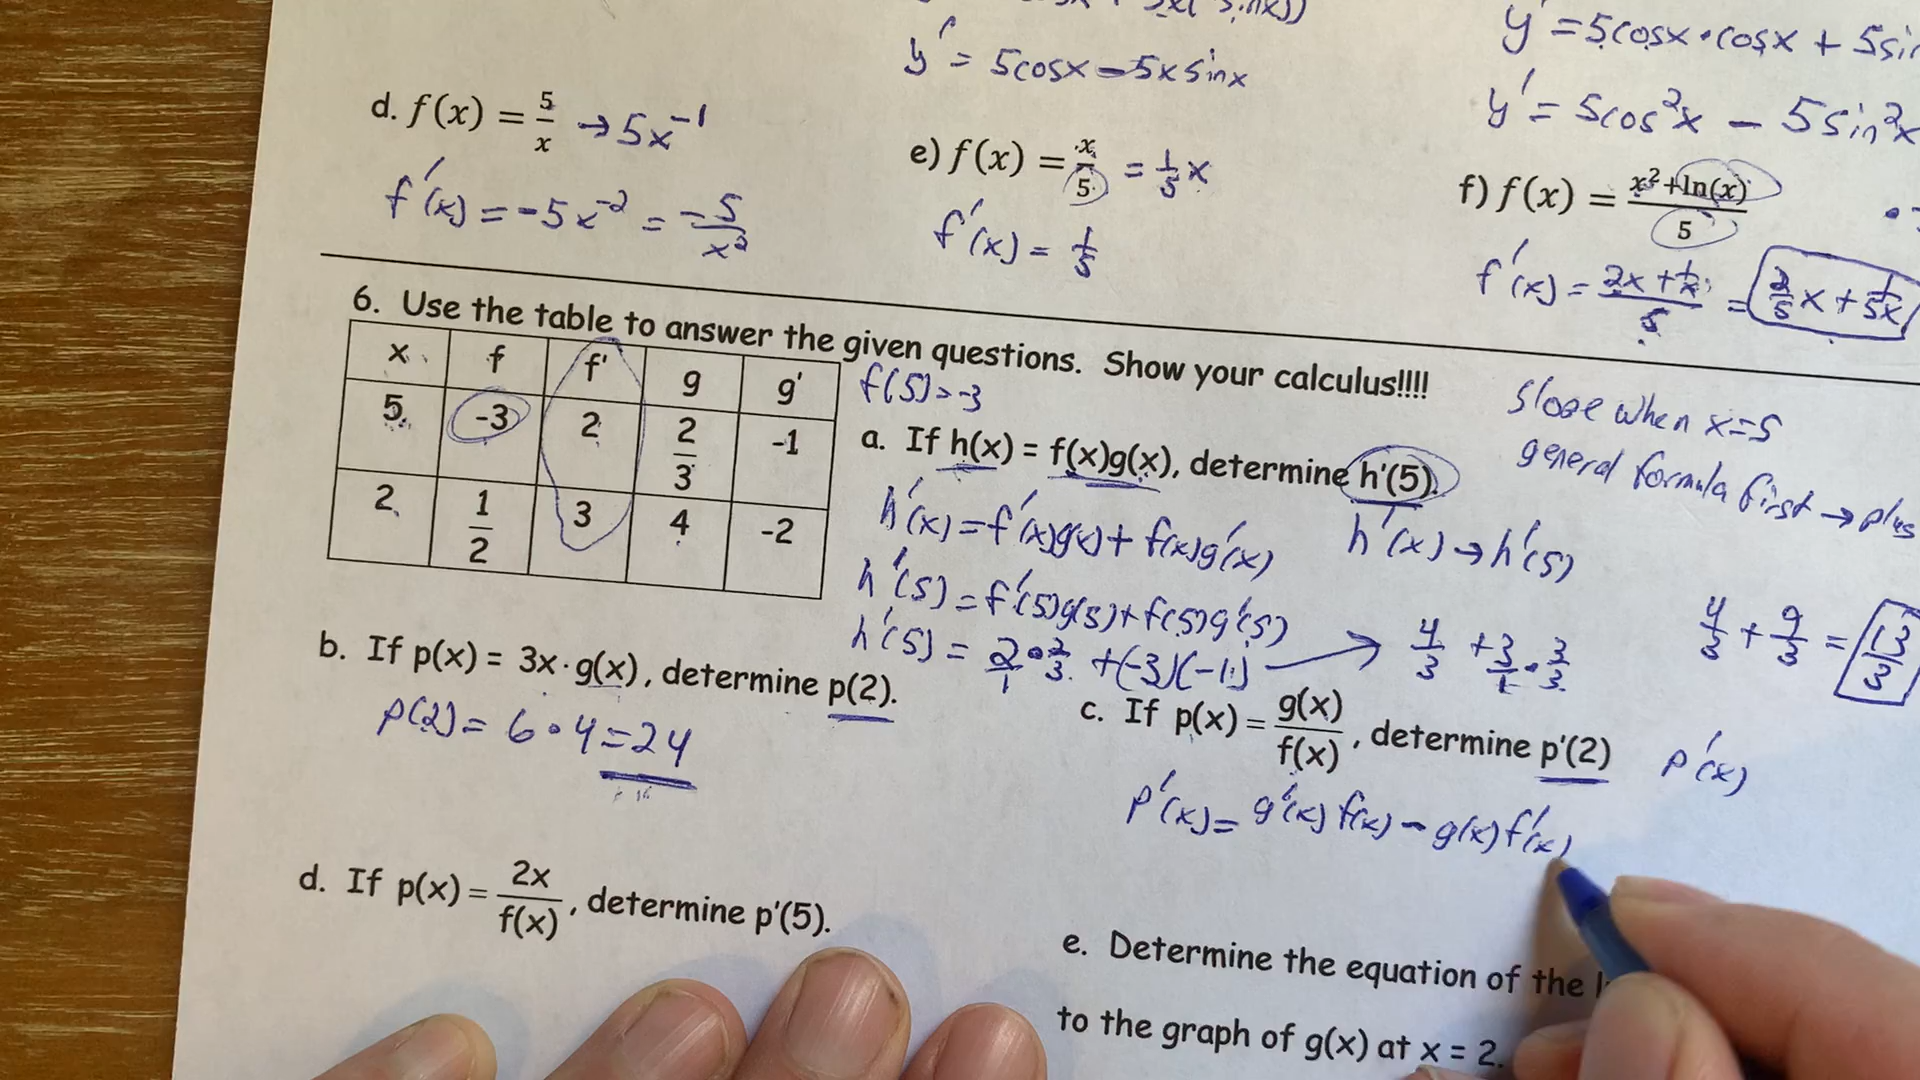 y' = 5cosx - 5x sinx
y' = 5cosx • cosx + 5sin
y' = 5cos²x - 5sin²x
d. f(x) = 5/x → 5x⁻¹
f'(x) = -5x⁻² = -5/x²
e) f(x) = x/5 = 1/5 x
f'(x) = 1/5
f) f(x) = (x²+ln(x))/5
f'(x) = (2x + 1/x)/5 = 2/5 x + 1/5x
6. Use the table to answer the given questions. Show your calculus!!!!
x f f' g g'
5 -3 2 2/3 -1
2 1/2 3 4 -2
f(5) = -3
slope when x=5
general formula first → plug
a. If h(x) = f(x)g(x), determine h'(5).
h'(x) = f'(x)g(x) + f(x)g'(x)
h'(x) → h'(5)
h'(5) = f'(5)g(5) + f(5)g'(5)
h'(5) = 2/1 • 2/3 + (-3)(-1) → 4/3 + 3/1 • 3/3
4/3 + 9/3 = 13/3
b. If p(x) = 3x · g(x), determine p(2).
p(2) = 6 • 4 = 24
c. If p(x) = g(x)/f(x), determine p'(2)
p'(x)
p'(x) = g'(x) f(x) - g(x) f'(x)
d. If p(x) = 2x/f(x), determine p'(5).
e. Determine the equation of the
to the graph of g(x) at x = 2.